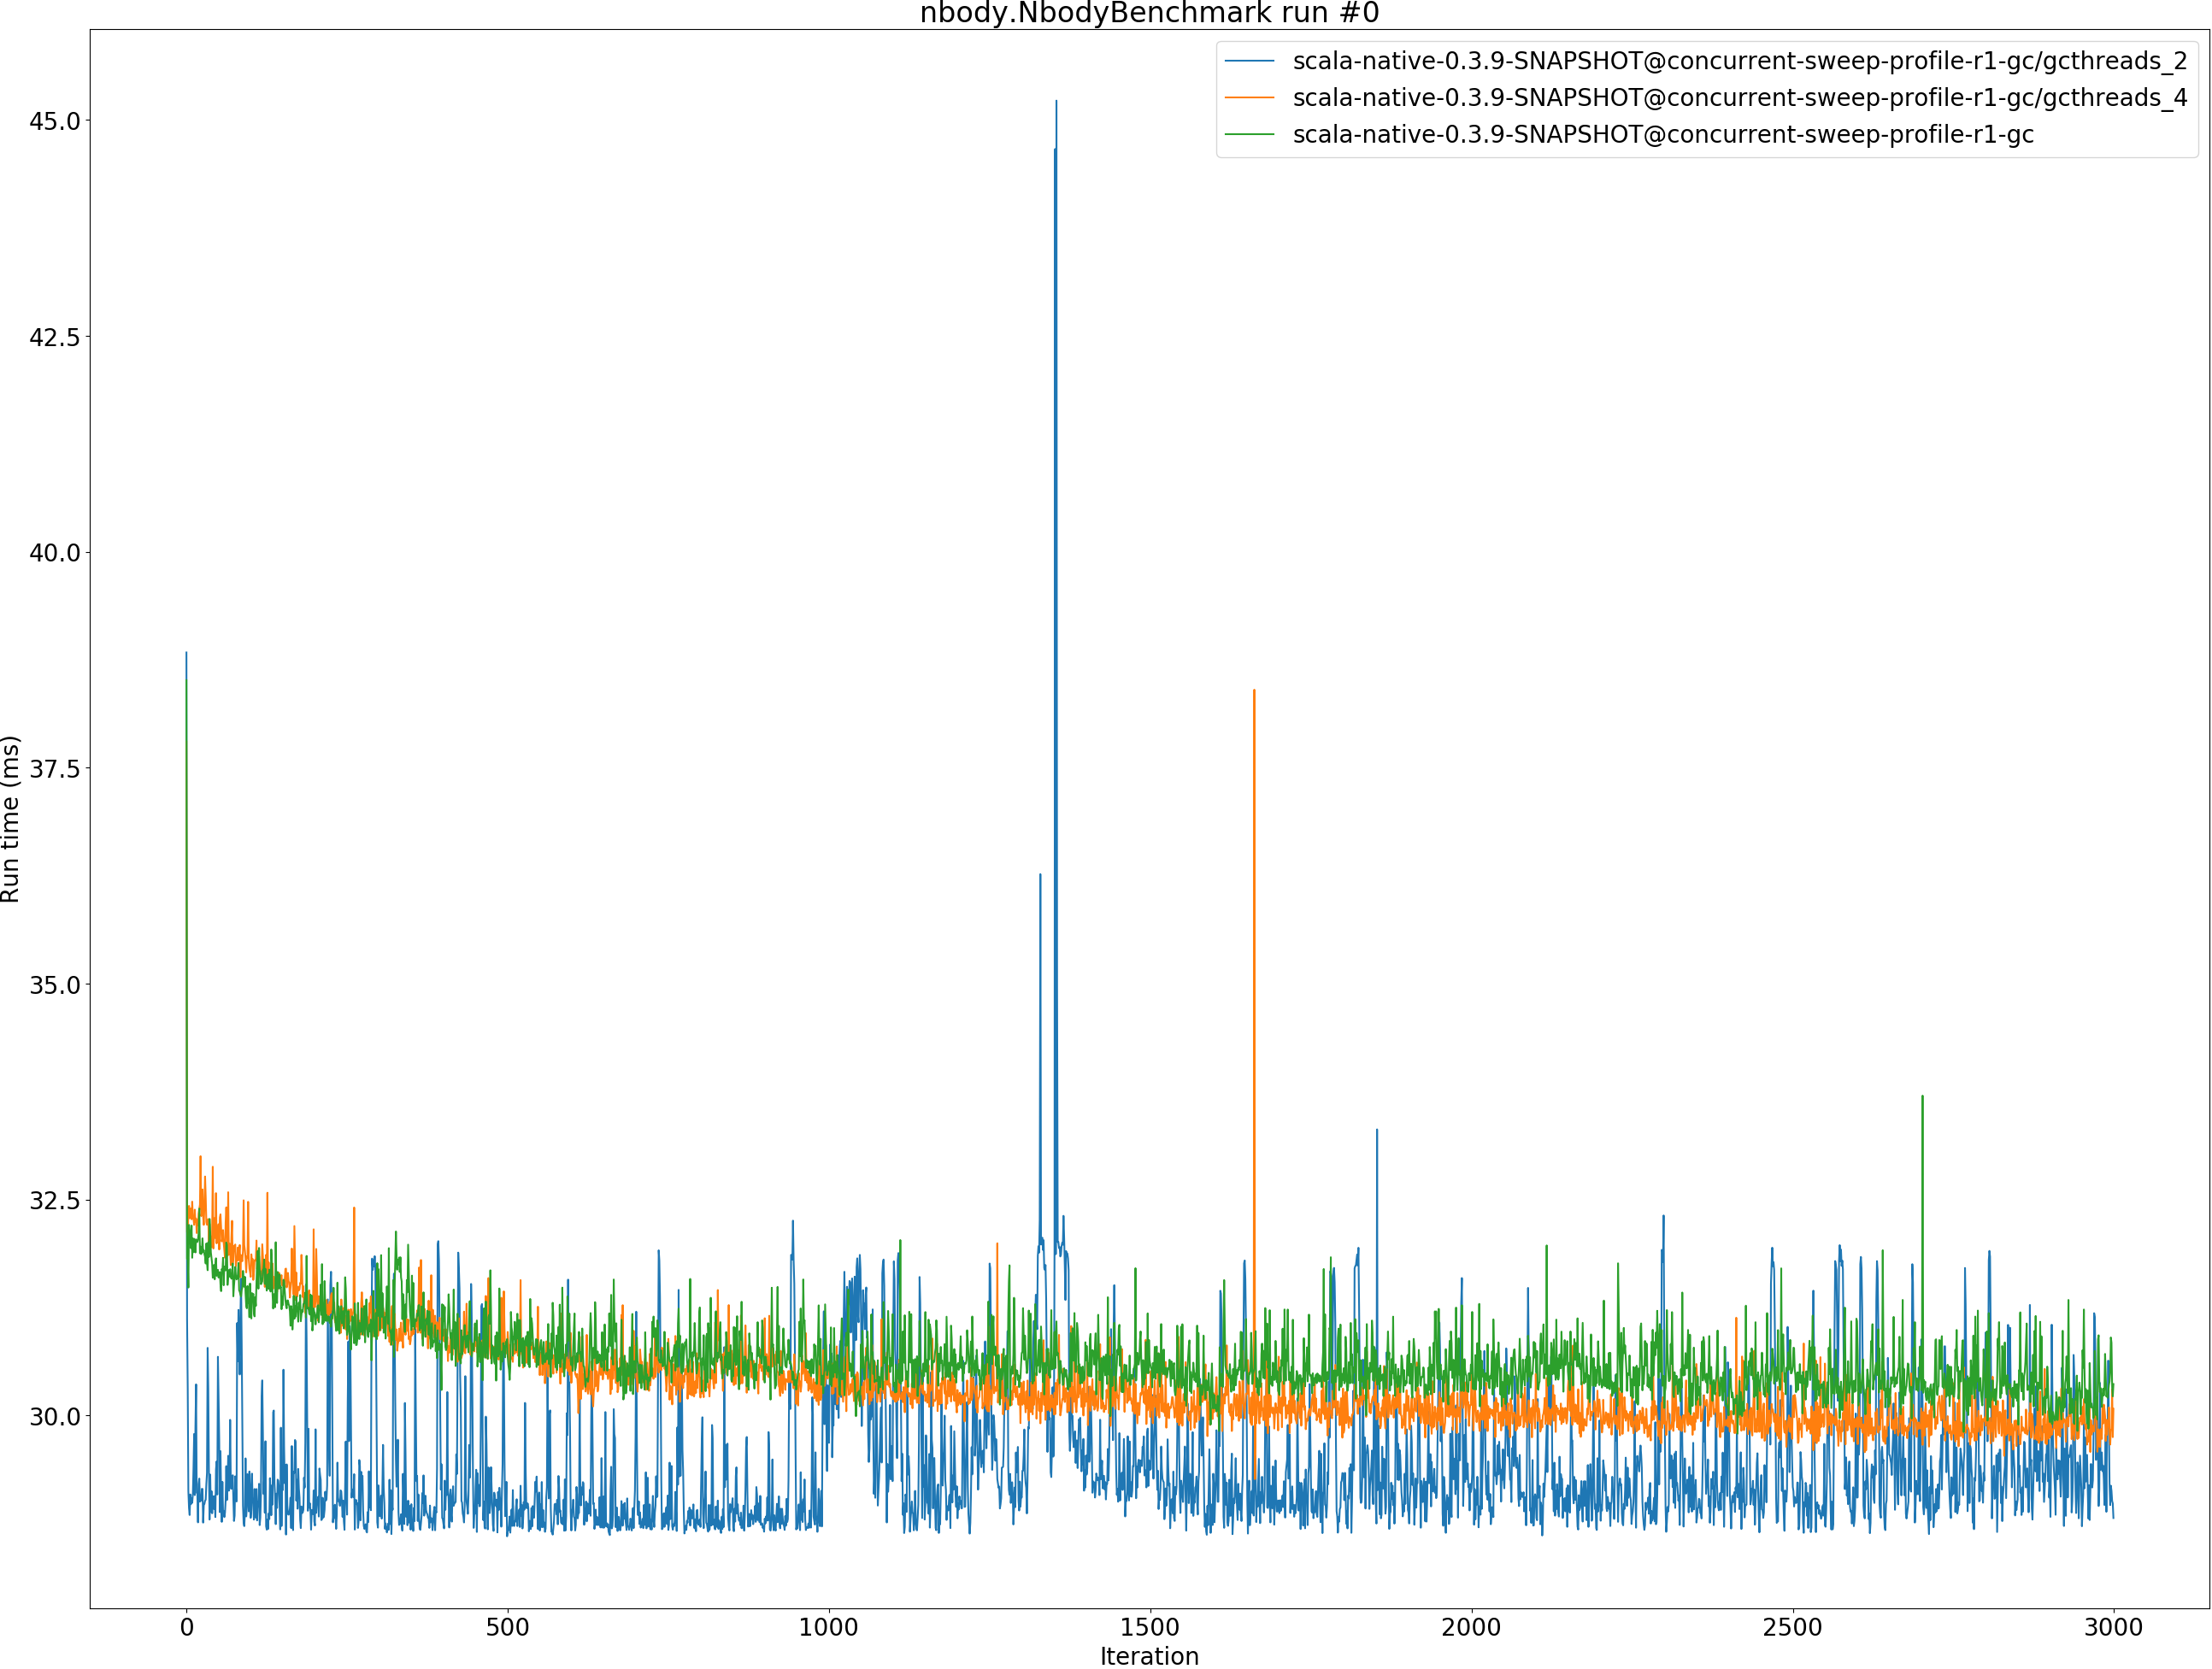 nbody.NbodyBenchmark run #0
scala-native-0.3.9-SNAPSHOT@concurrent-sweep-profile-r1-gc/gcthreads_2
scala-native-0.3.9-SNAPSHOT@concurrent-sweep-profile-r1-gc/gcthreads_4
scala-native-0.3.9-SNAPSHOT@concurrent-sweep-profile-r1-gc
45.0
42.5
40.0
37.5
35.0
32.5
30.0
Run time (ms)
0 500 1000 1500 2000 2500 3000
Iteration